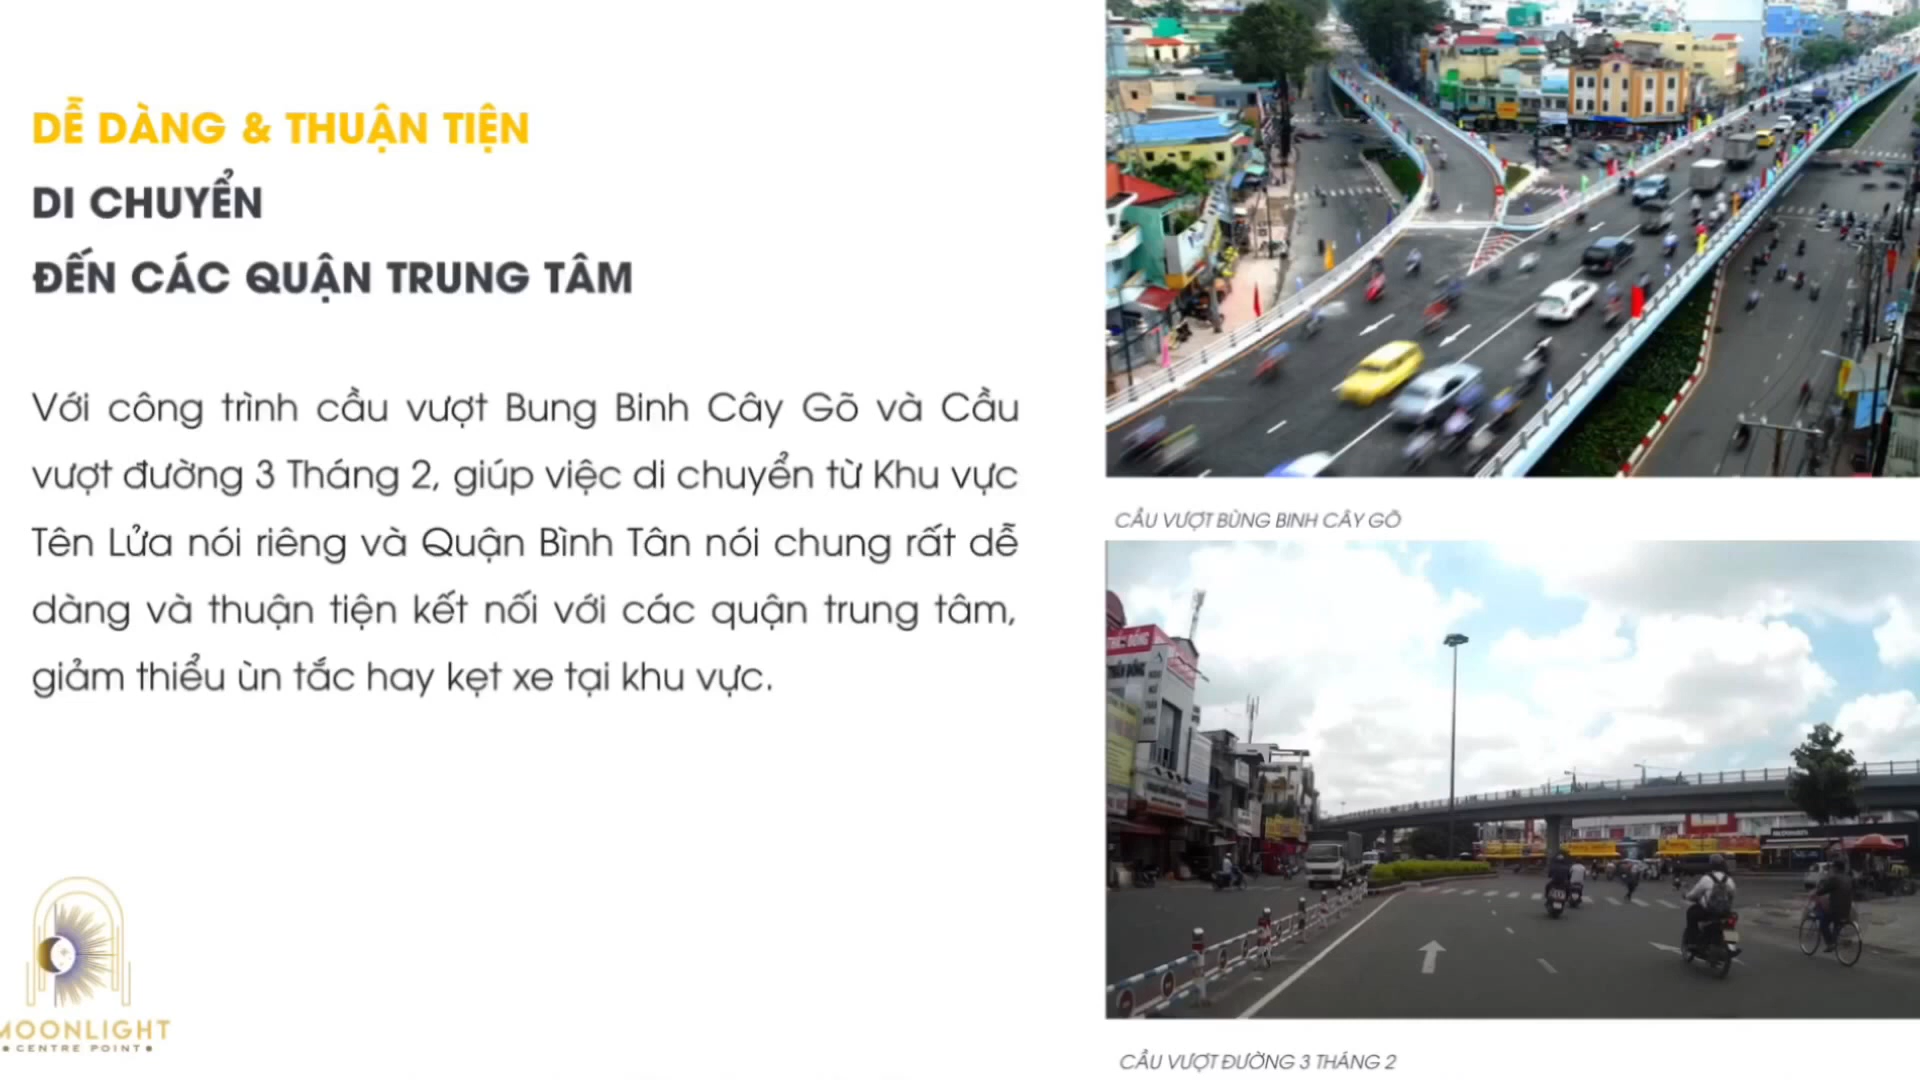 DỄ DÀNG & THUẬN TIỆN
DI CHUYỂN
ĐẾN CÁC QUẬN TRUNG TÂM
Với công trình cầu vượt Bung Binh Cây Gõ và Cầu
vượt đường 3 Tháng 2, giúp việc di chuyển từ Khu vực
Tên Lửa nói riêng và Quận Bình Tân nói chung rất dễ
dàng và thuận tiện kết nối với các quận trung tâm,
giảm thiểu ùn tắc hay kẹt xe tại khu vực.
CẦU VƯỢT BÙNG BINH CÂY GÕ
CẦU VƯỢT ĐƯỜNG 3 THÁNG 2
MOONLIGHT
CENTRE POINT